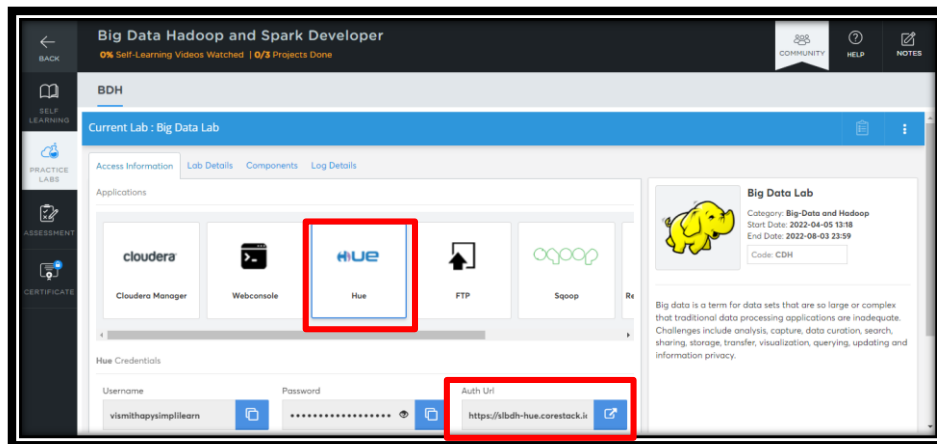 BACK
Big Data Hadoop and Spark Developer
0% Self-Learning Videos Watched | 0/3 Projects Done
COMMUNITY
HELP
NOTES
SELF
LEARNING
PRACTICE
LABS
ASSESSMENT
CERTIFICATE
BDH
Current Lab : Big Data Lab
Access Information Lab Details Components Log Details
Applications
cloudera
HUE
sqoop
Cloudera Manager Webconsole Hue FTP Sqoop Re
Hue Credentials
Username Password Auth Url
vismithapysimplilearn ••••••••••••••••• https://slbdh-hue.corestack.ir
Big Data Lab
Category: Big-Data and Hadoop
Start Date: 2022-04-05 13:18
End Date: 2022-08-03 23:59
Code: CDH
Big data is a term for data sets that are so large or complex
that traditional data processing applications are inadequate.
Challenges include analysis, capture, data curation, search,
sharing, storage, transfer, visualization, querying, updating and
information privacy.